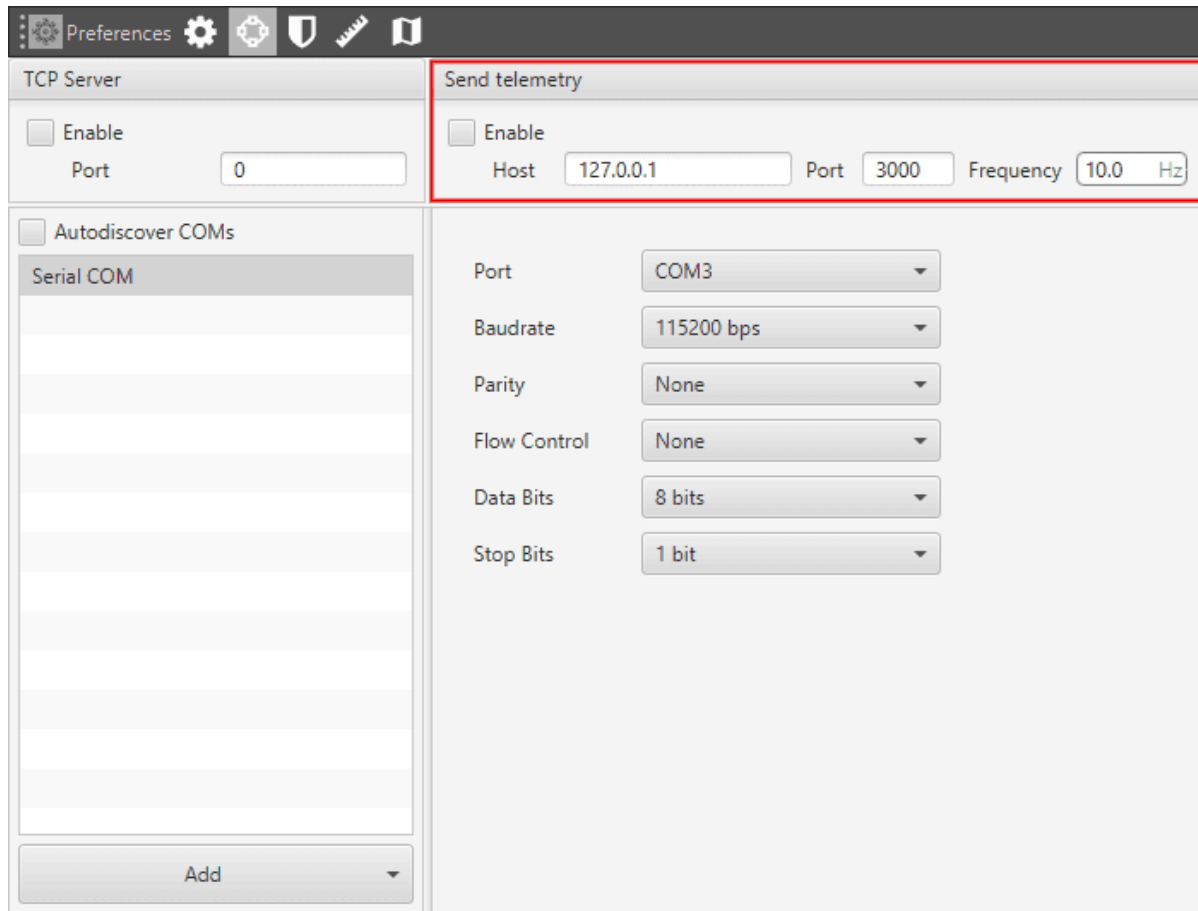 Preferences
TCP Server
Enable
Port 0
Send telemetry
Enable
Host 127.0.0.1 Port 3000 Frequency 10.0 Hz
Autodiscover COMs
Serial COM
Add
Port COM3
Baudrate 115200 bps
Parity None
Flow Control None
Data Bits 8 bits
Stop Bits 1 bit